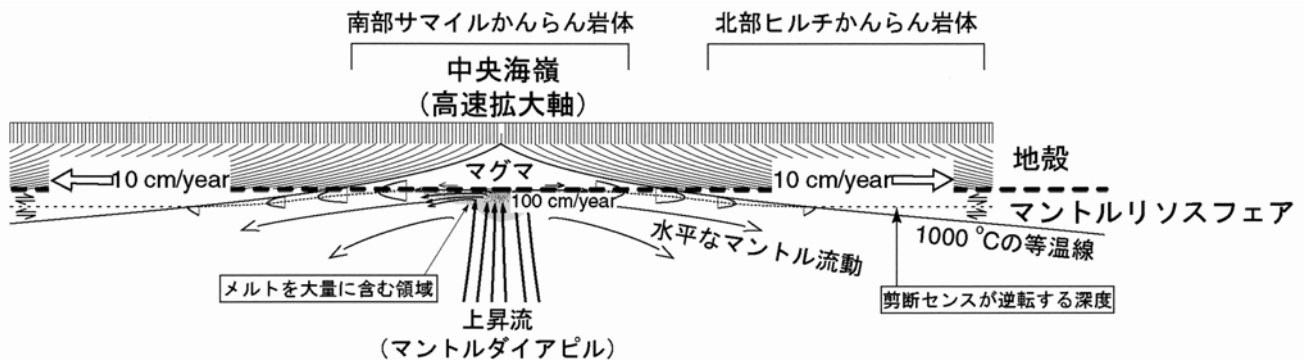 南部サマイルかんらん岩体
北部ヒルチかんらん岩体
中央海嶺
(高速拡大軸)
マグマ
地殻
10 cm/year
10 cm/year
100 cm/year
マントルリソスフェア
1000 °Cの等温線
水平なマントル流動
メルトを大量に含む領域
剪断センスが逆転する深度
上昇流
(マントルダイアピル)